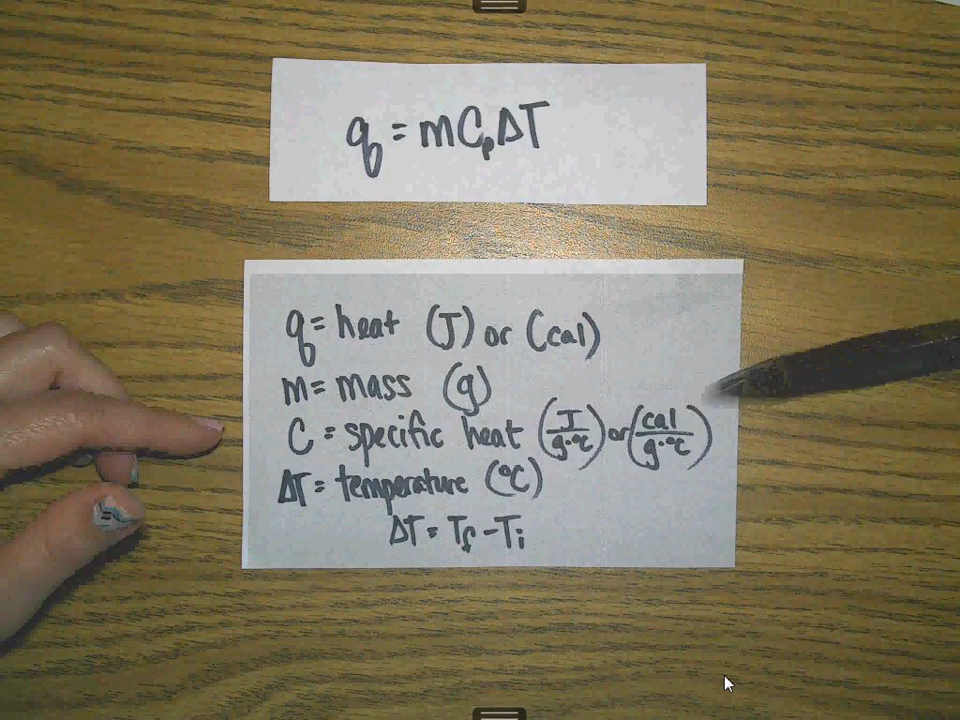 q = mCpΔT
q = heat (J) or (cal)
m = mass (g)
C = specific heat (J/g·°C) or (cal/g·°C)
ΔT = temperature (°C)
ΔT = Tf - Ti